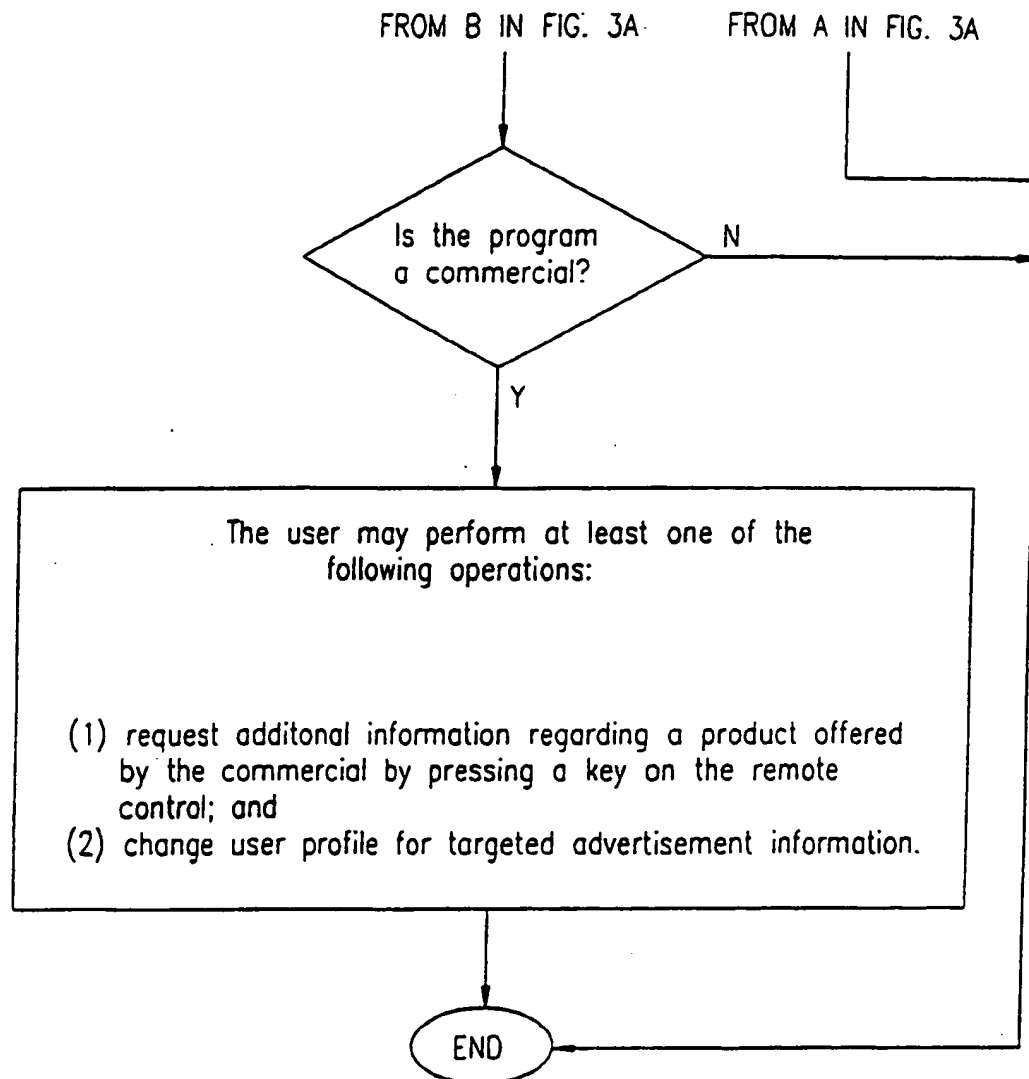 FROM B IN FIG. 3A
FROM A IN FIG. 3A
Is the program
a commercial?
N
Y
The user may perform at least one of the
following operations:
(1) request additonal information regarding a product offered
by the commercial by pressing a key on the remote
control; and
(2) change user profile for targeted advertisement information.
END